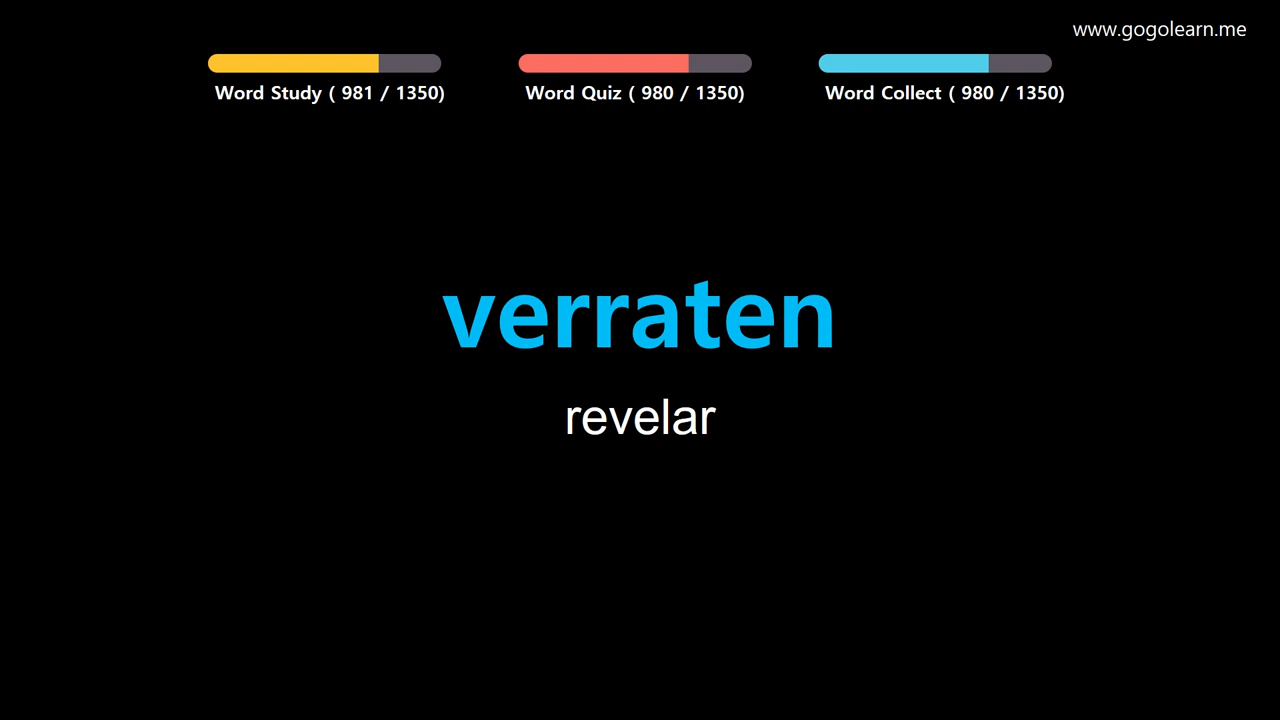 www.gogolearn.me
Word Study ( 981 / 1350)
Word Quiz ( 980 / 1350)
Word Collect ( 980 / 1350)
verraten
revelar